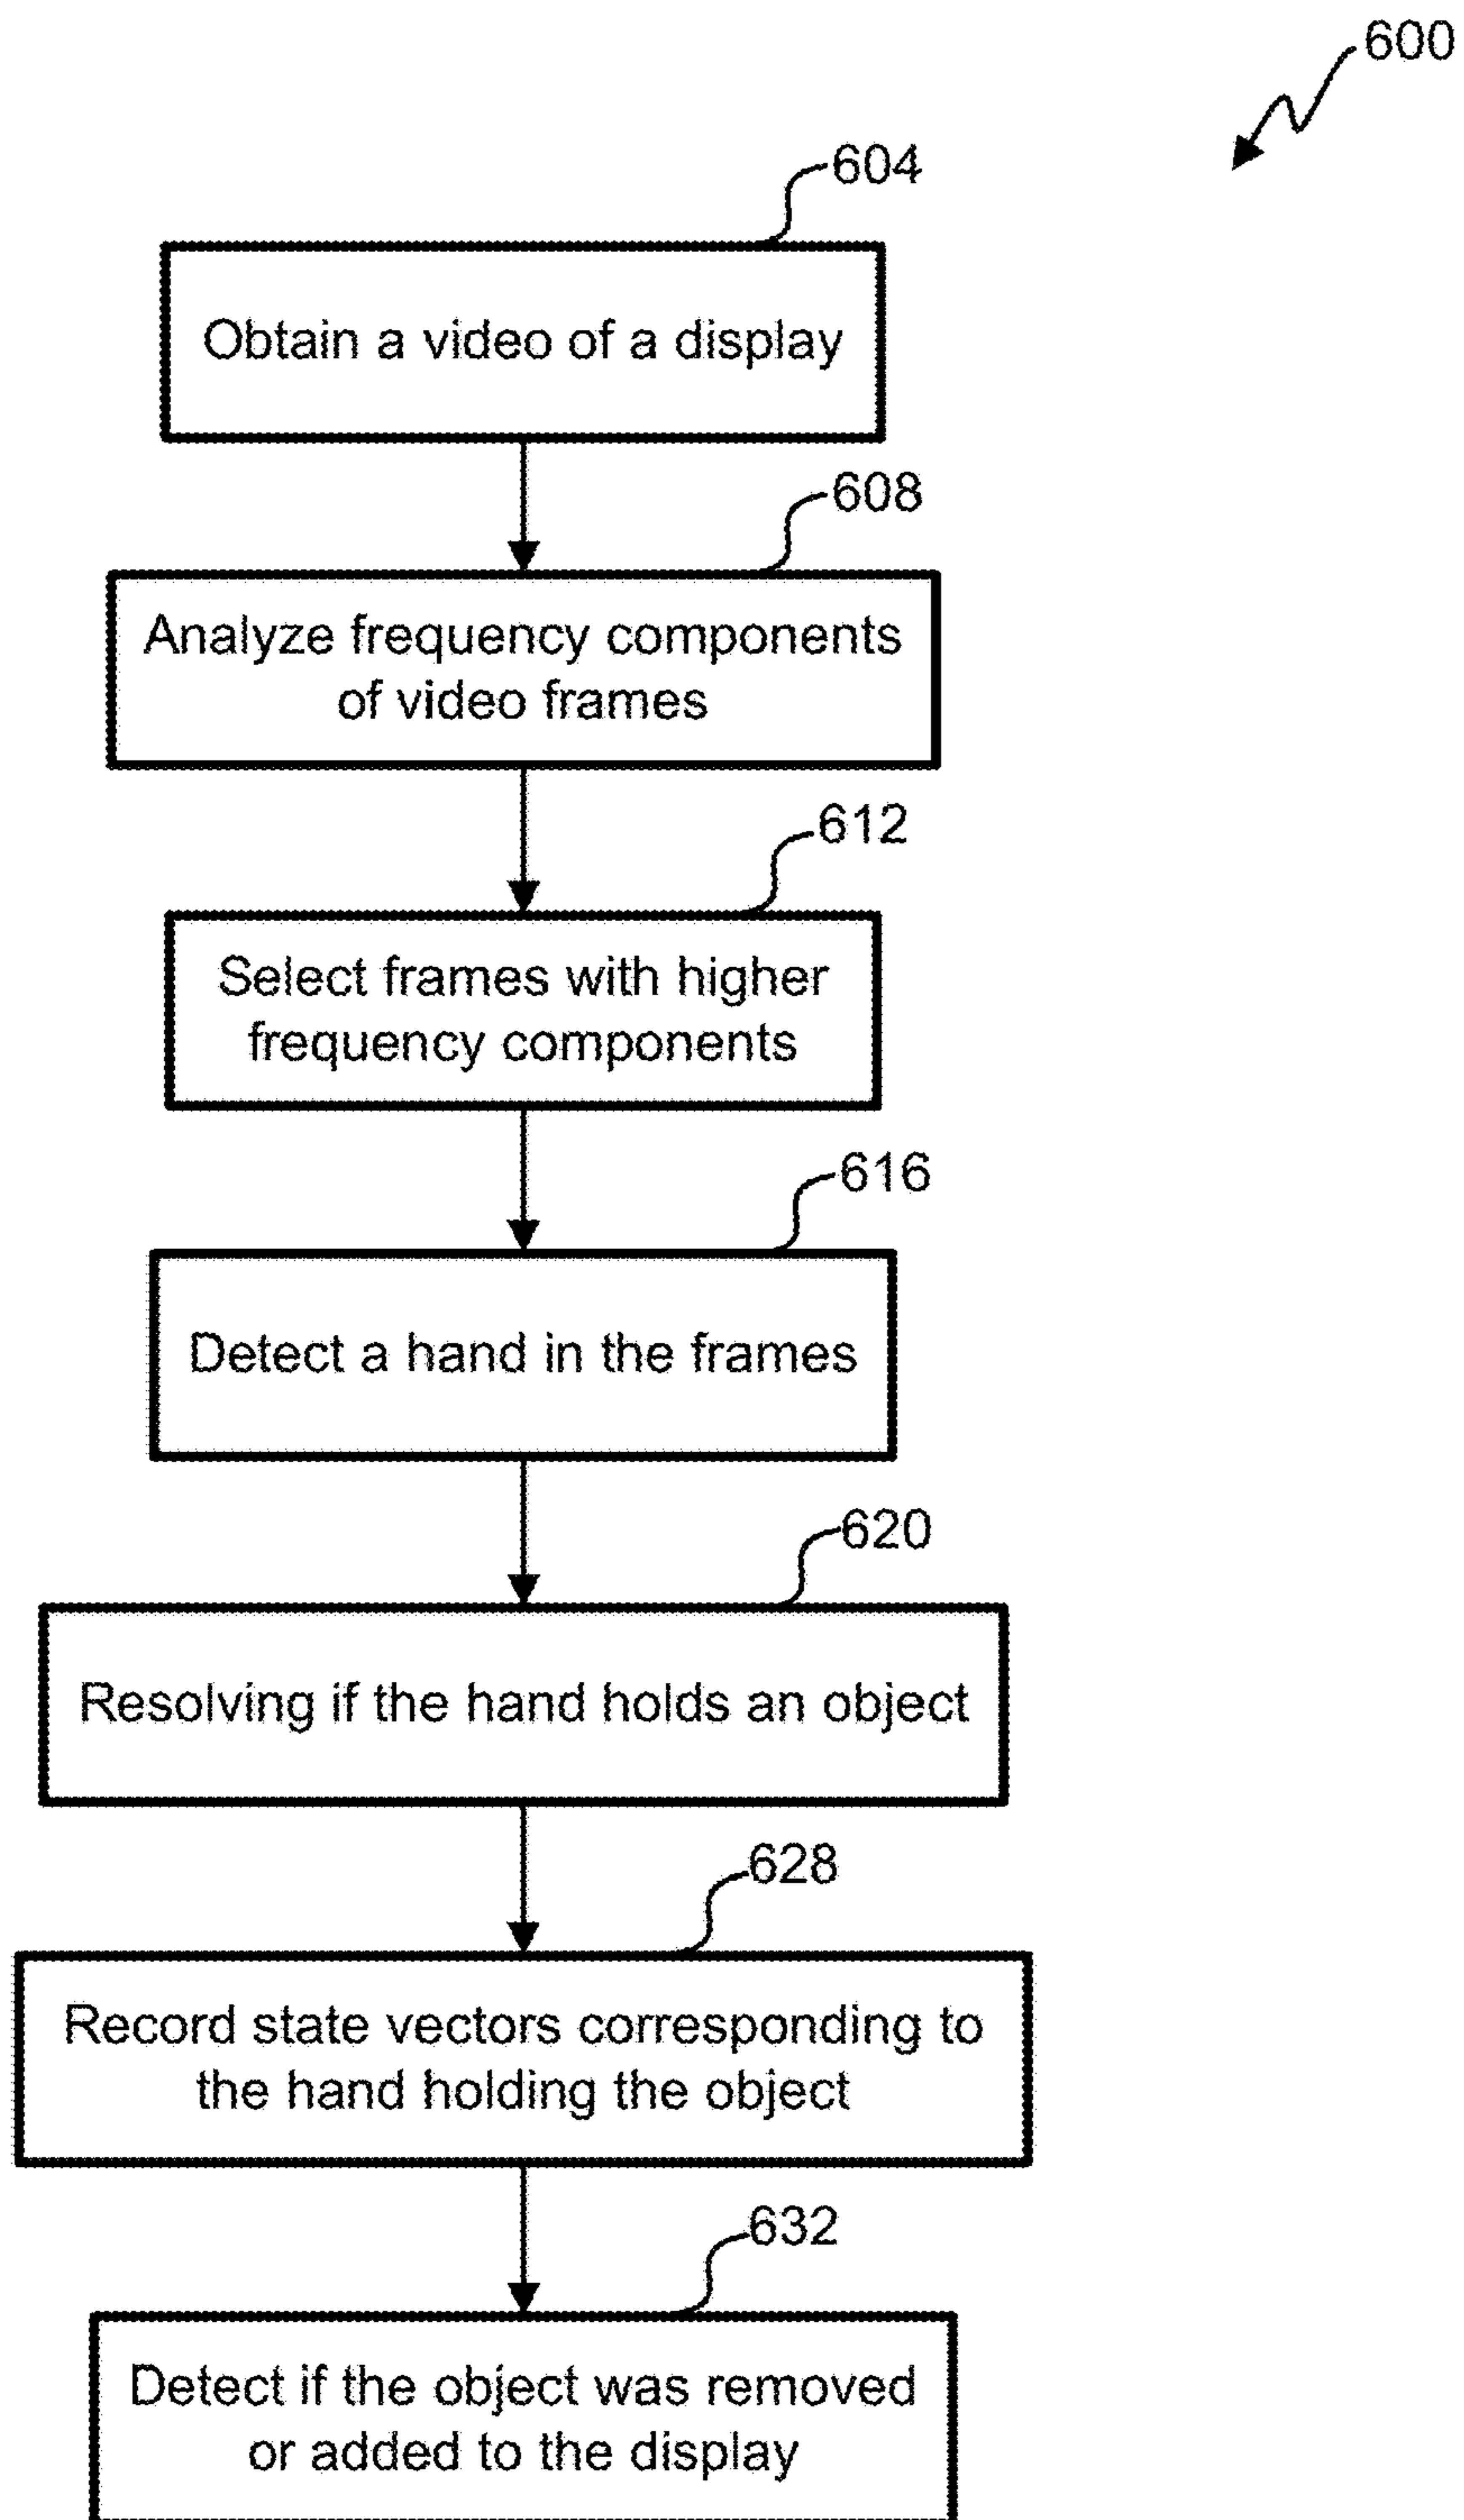 600
604
Obtain a video of a display
608
Analyze frequency components
of video frames
612
Select frames with higher
frequency components
616
Detect a hand in the frames
620
Resolving if the hand holds an object
628
Record state vectors corresponding to
the hand holding the object
632
Detect if the object was removed
or added to the display